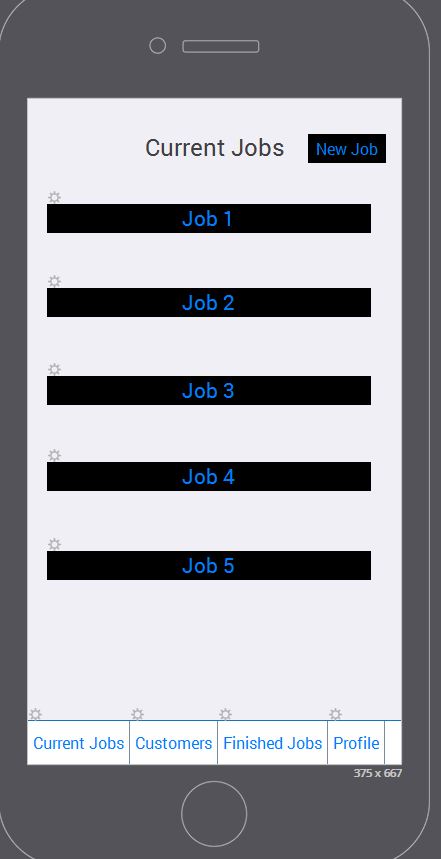 Current Jobs
New Job
Job 1
Job 2
Job 3
Job 4
Job 5
Current Jobs
Customers
Finished Jobs
Profile
375 x 667